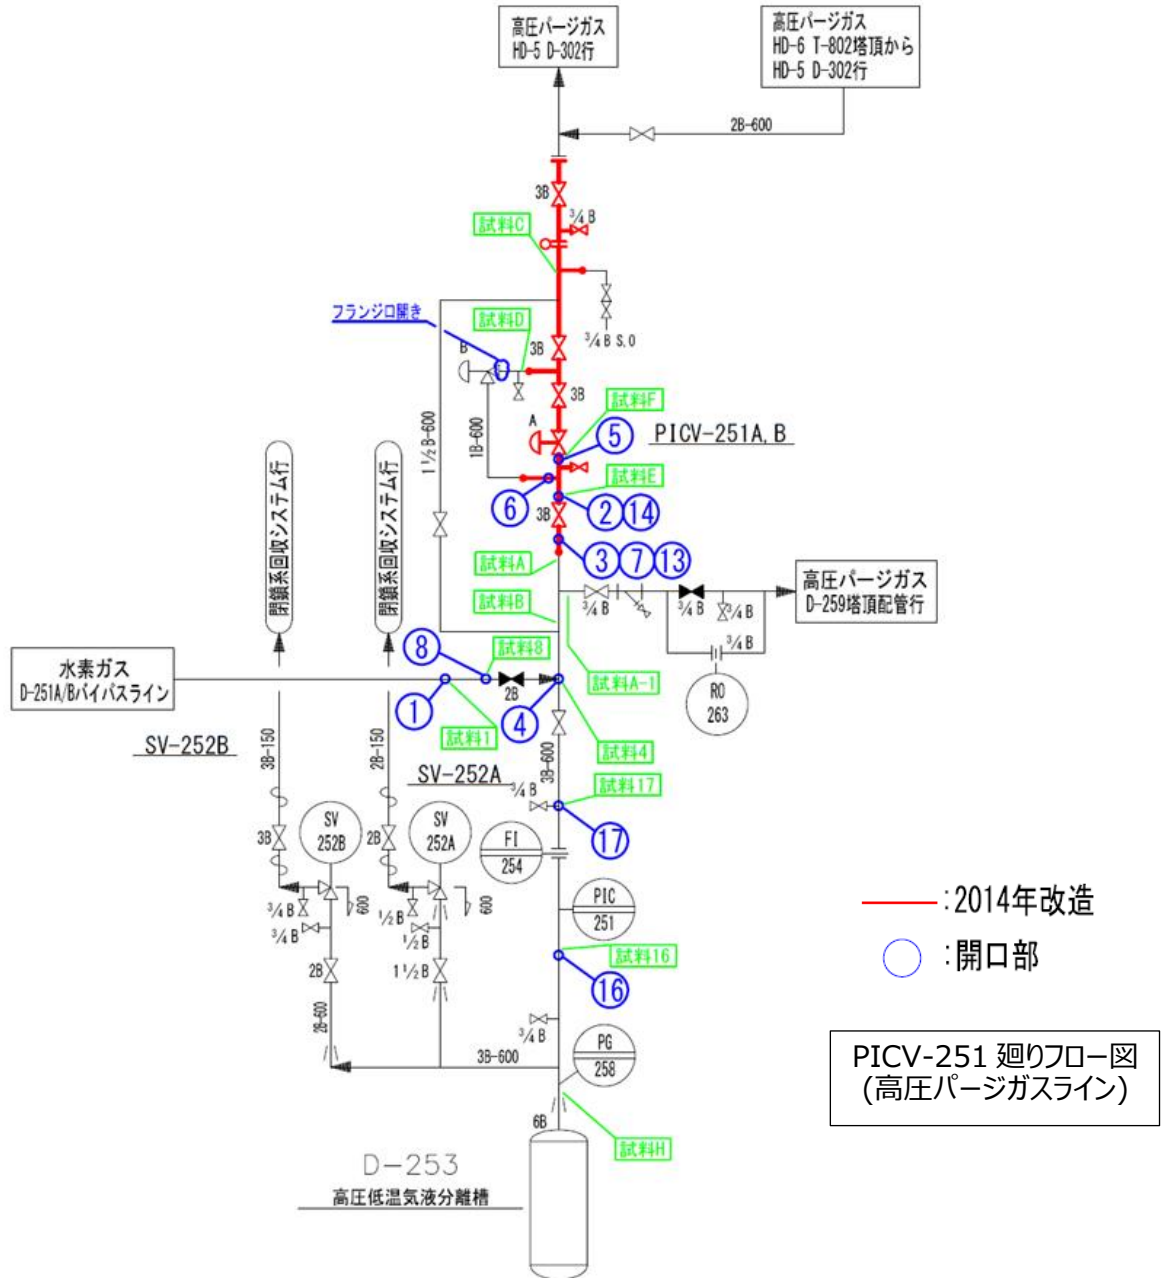 高圧パージガス
HD-5 D-302行
高圧パージガス
HD-6 T-802塔頂から
HD-5 D-302行
2B-600
3B
3/4 B
試料C
フランジ口開き
試料D
3/4 B S.O
B
3B
3B
試料F
A
5
PICV-251A, B
1 1/2 B-600
1B-600
試料E
6
2
14
3B
閉鎖系回収システム行
閉鎖系回収システム行
3
7
13
試料A
高圧パージガス
D-259塔頂配管行
3/4 B
3/4 B
3/4 B
試料B
3/4 B
8
試料8
水素ガス
D-251A/Bバイパスライン
試料A-1
RO
263
1
2B
4
試料1
試料4
SV-252B
3B-150
2B-150
SV-252A
3B-600
3/4 B
試料17
17
3B
SV
252B
2B
SV
252A
FI
254
PIC
251
600
600
3/4 B
3/4 B
1/2 B
1/2 B
:2014年改造
:開口部
試料16
16
2B
1 1/2 B
2B-600
3/4 B
3B-600
PG
258
PICV-251 廻りフロー図
(高圧パージガスライン)
6B
試料H
D-253
高圧低温気液分離槽